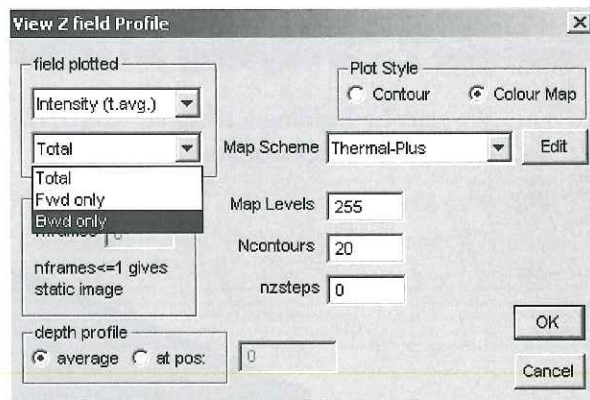 View Z field Profile
field plotted
Intensity (t.avg.)
Total
Total
Fwd only
Bwd only
nframes<=1 gives
static image
Plot Style
Contour
Colour Map
Map Scheme
Thermal-Plus
Edit
Map Levels
255
Ncontours
20
nzsteps
0
depth profile
average
at pos:
0
OK
Cancel